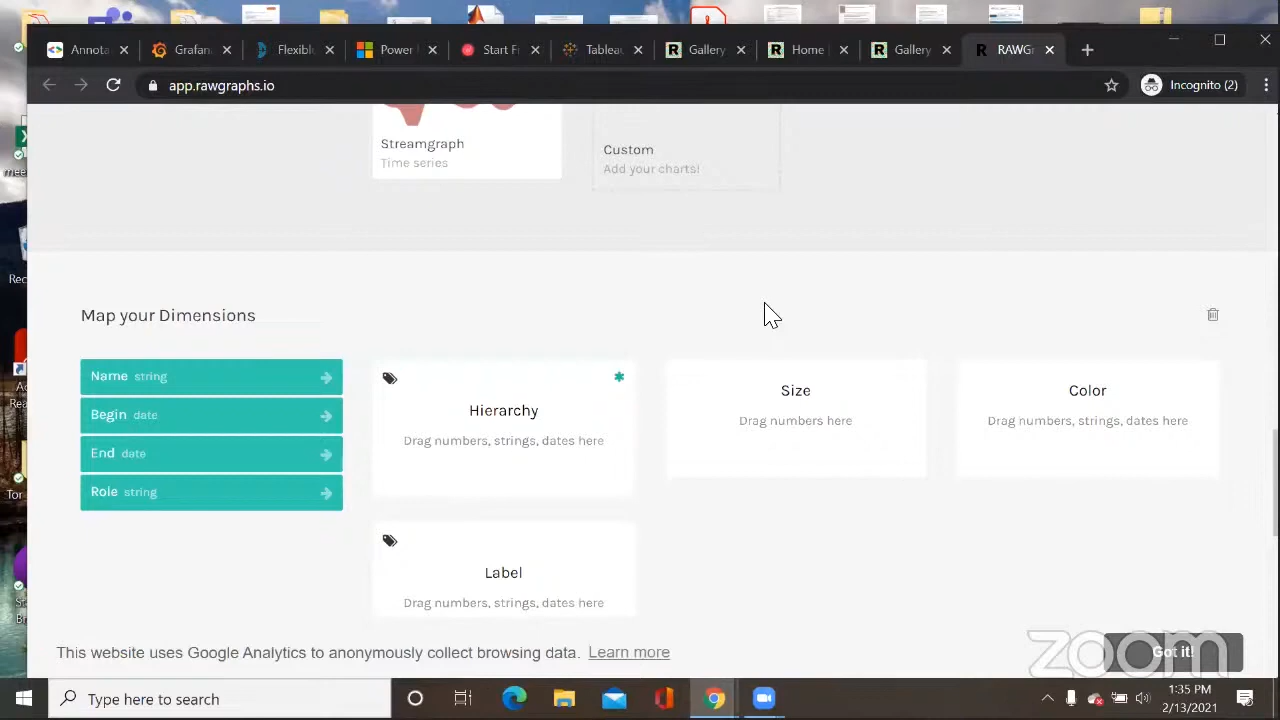 Annota
Grafan
Flexibl
Power
Start Fr
Tableau
Gallery
Home
Gallery
RAWGr
app.rawgraphs.io
Incognito (2)
Streamgraph
Time series
Custom
Add your charts!
Map your Dimensions
Name string
Begin date
End date
Role string
Hierarchy
Drag numbers, strings, dates here
Size
Drag numbers here
Color
Drag numbers, strings, dates here
Label
Drag numbers, strings, dates here
This website uses Google Analytics to anonymously collect browsing data. Learn more
Got it!
zoom
Type here to search
1:35 PM
2/13/2021